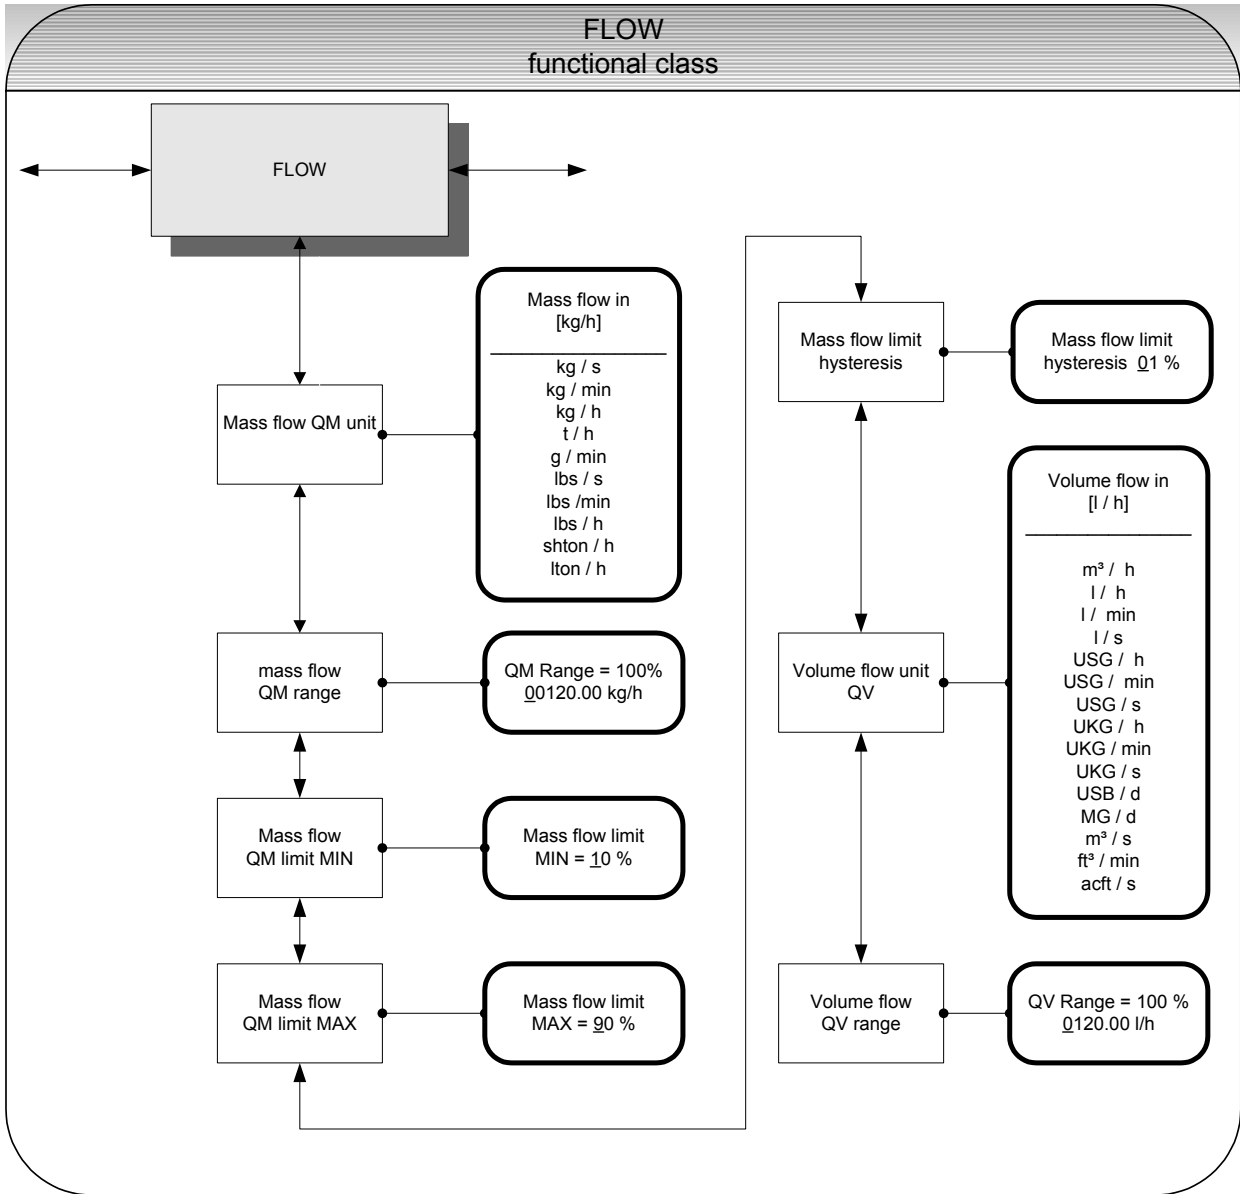 FLOW
functional class
FLOW
Mass flow QM unit
Mass flow in
[kg/h]
kg / s
kg / min
kg / h
t / h
g / min
lbs / s
lbs /min
lbs / h
shton / h
lton / h
mass flow
QM range
QM Range = 100%
00120.00 kg/h
Mass flow
QM limit MIN
Mass flow limit
MIN = 10 %
Mass flow
QM limit MAX
Mass flow limit
MAX = 90 %
Mass flow limit
hysteresis
Mass flow limit
hysteresis 01 %
Volume flow unit
QV
Volume flow in
[l / h]
m³ / h
l / h
l / min
l / s
USG / h
USG / min
USG / s
UKG / h
UKG / min
UKG / s
USB / d
MG / d
m³ / s
ft³ / min
acft / s
Volume flow
QV range
QV Range = 100 %
0120.00 l/h